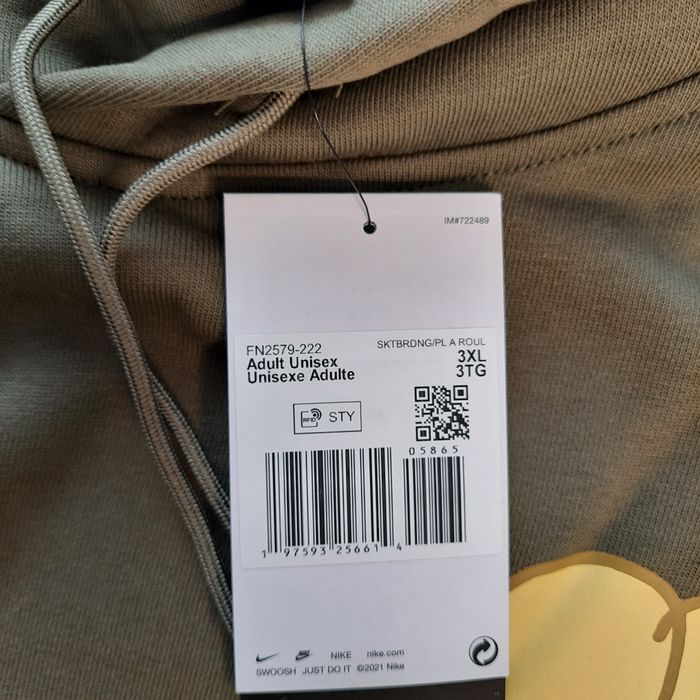 IM#722489
FN2579-222 SKTBRDNG/PL A ROUL
Adult Unisex 3XL
Unisexe Adulte 3TG
RFID STY
05865
1 97593 25661 4
NIKE nike.com
SWOOSH JUST DO IT ©2021 Nike